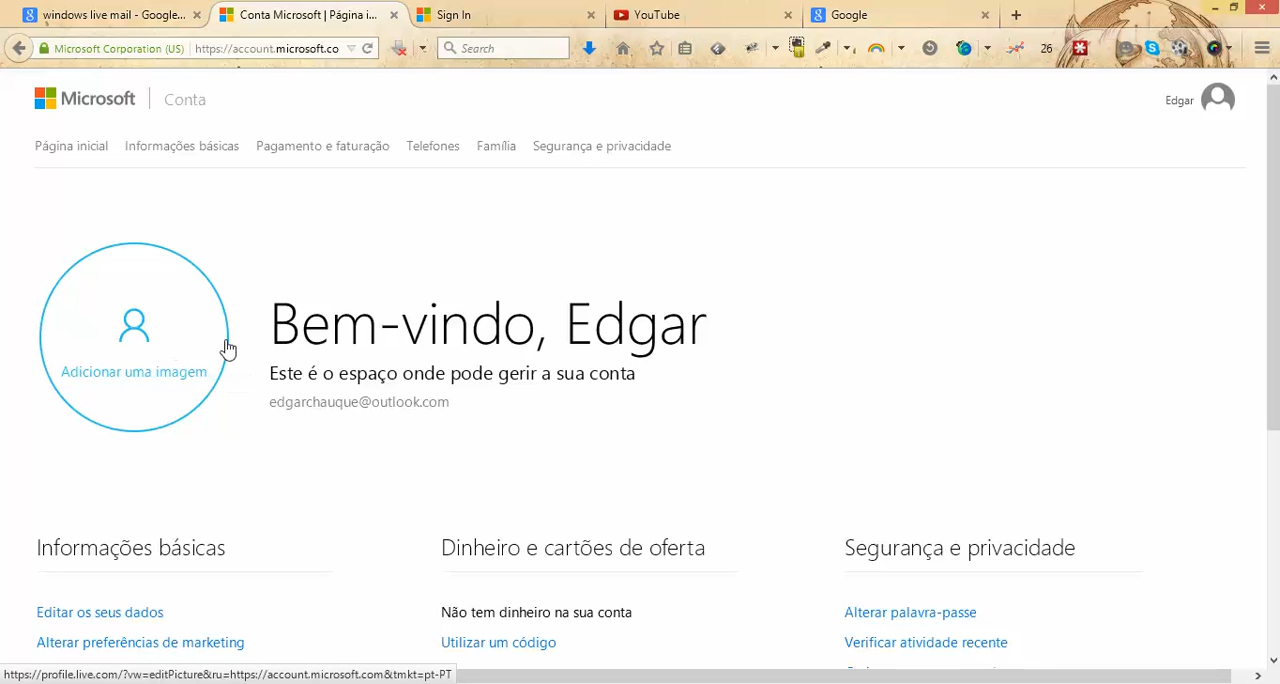 windows live mail - Google...
Conta Microsoft | Página i...
Sign In
YouTube
Google
Microsoft Corporation (US)
https://account.microsoft.co
Search
26
Microsoft
Conta
Edgar
Página inicial
Informações básicas
Pagamento e faturação
Telefones
Família
Segurança e privacidade
Adicionar uma imagem
Bem-vindo, Edgar
Este é o espaço onde pode gerir a sua conta
edgarchauque@outlook.com
Informações básicas
Dinheiro e cartões de oferta
Segurança e privacidade
Editar os seus dados
Não tem dinheiro na sua conta
Alterar palavra-passe
Alterar preferências de marketing
Utilizar um código
Verificar atividade recente
https://profile.live.com/?vw=editPicture&ru=https://account.microsoft.com&tmkt=pt-PT